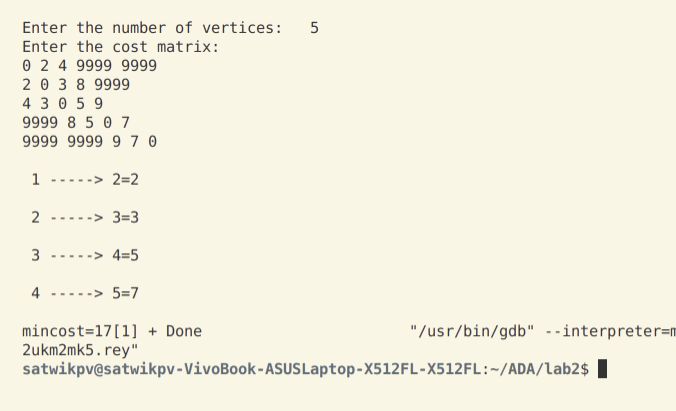 Enter the number of vertices:   5
Enter the cost matrix:
0 2 4 9999 9999
2 0 3 8 9999
4 3 0 5 9
9999 8 5 0 7
9999 9999 9 7 0
1 -----> 2=2
2 -----> 3=3
3 -----> 4=5
4 -----> 5=7
mincost=17[1] + Done                       "/usr/bin/gdb" --interpreter=m
2ukm2mk5.rey"
satwikpv@satwikpv-VivoBook-ASUSLaptop-X512FL-X512FL:~/ADA/lab2$